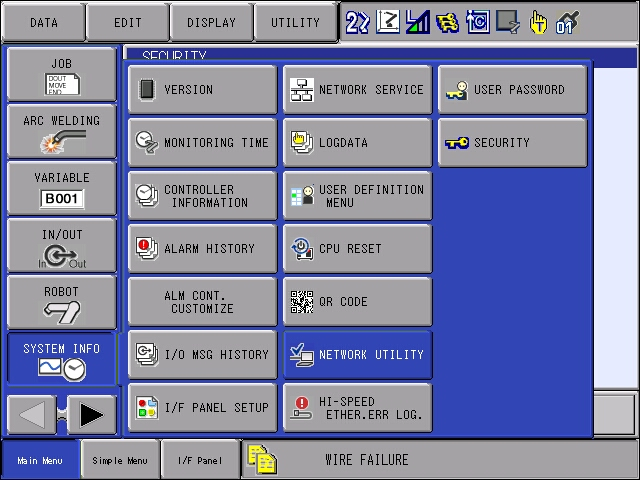 DATA
EDIT
DISPLAY
UTILITY
2
01
JOB
DOUT
MOVE
END
ARC WELDING
VARIABLE
B001
IN/OUT
In Out
ROBOT
SYSTEM INFO
SECURITY
VERSION
NETWORK SERVICE
USER PASSWORD
MONITORING TIME
LOGDATA
SECURITY
CONTROLLER
INFORMATION
USER DEFINITION
MENU
ALARM HISTORY
CPU RESET
ALM CONT.
CUSTOMIZE
QR CODE
I/O MSG HISTORY
NETWORK UTILITY
I/F PANEL SETUP
HI-SPEED
ETHER.ERR LOG.
Main Menu
Simple Menu
I/F Panel
WIRE FAILURE